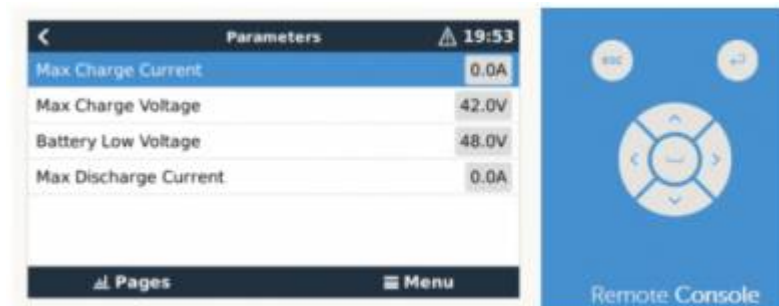 Parameters 19:53
Max Charge Current 0.0A
Max Charge Voltage 42.0V
Battery Low Voltage 48.0V
Max Discharge Current 0.0A
Pages Menu
esc
Remote Console